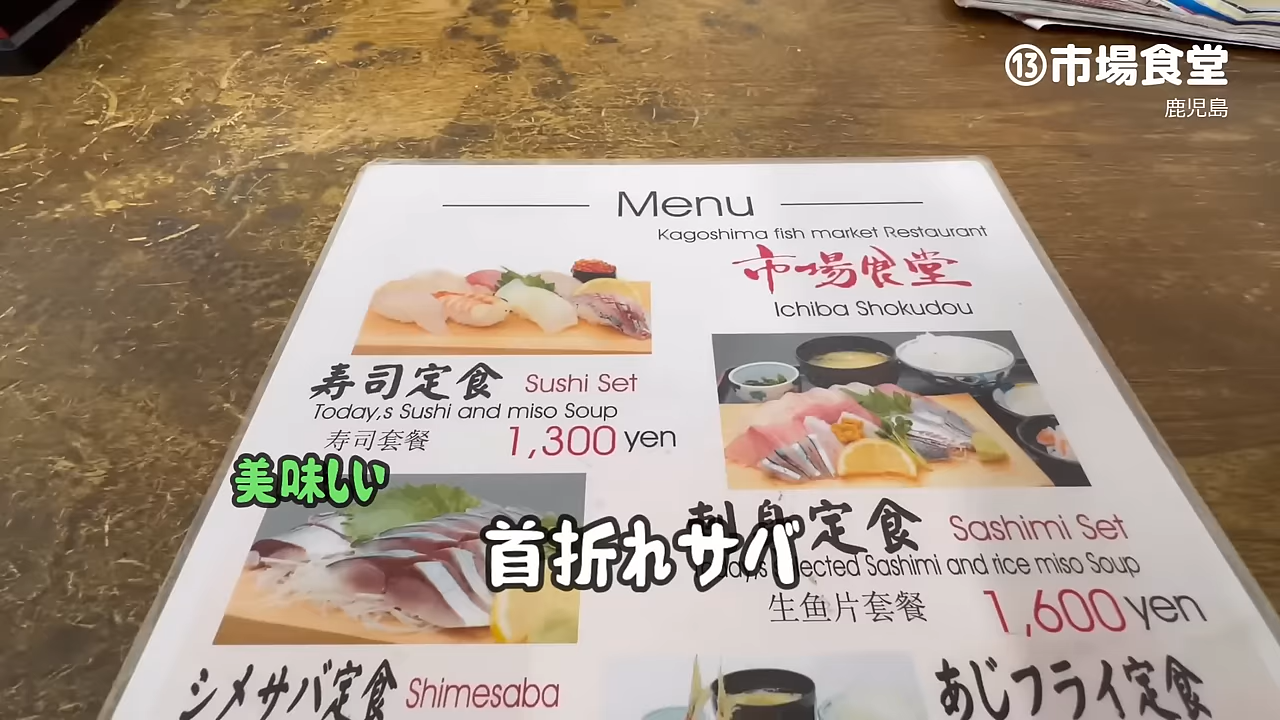 ⑬市場食堂
鹿児島
Menu
Kagoshima fish market Restaurant
市場食堂
Ichiba Shokudou
寿司定食 Sushi Set
Today,s Sushi and miso Soup
寿司套餐 1,300 yen
美味しい
首折れサバ
刺身定食 Sashimi Set
ected Sashimi and rice miso Soup
生鱼片套餐 1,600 yen
シメサバ定食 Shimesaba
あじフライ定食